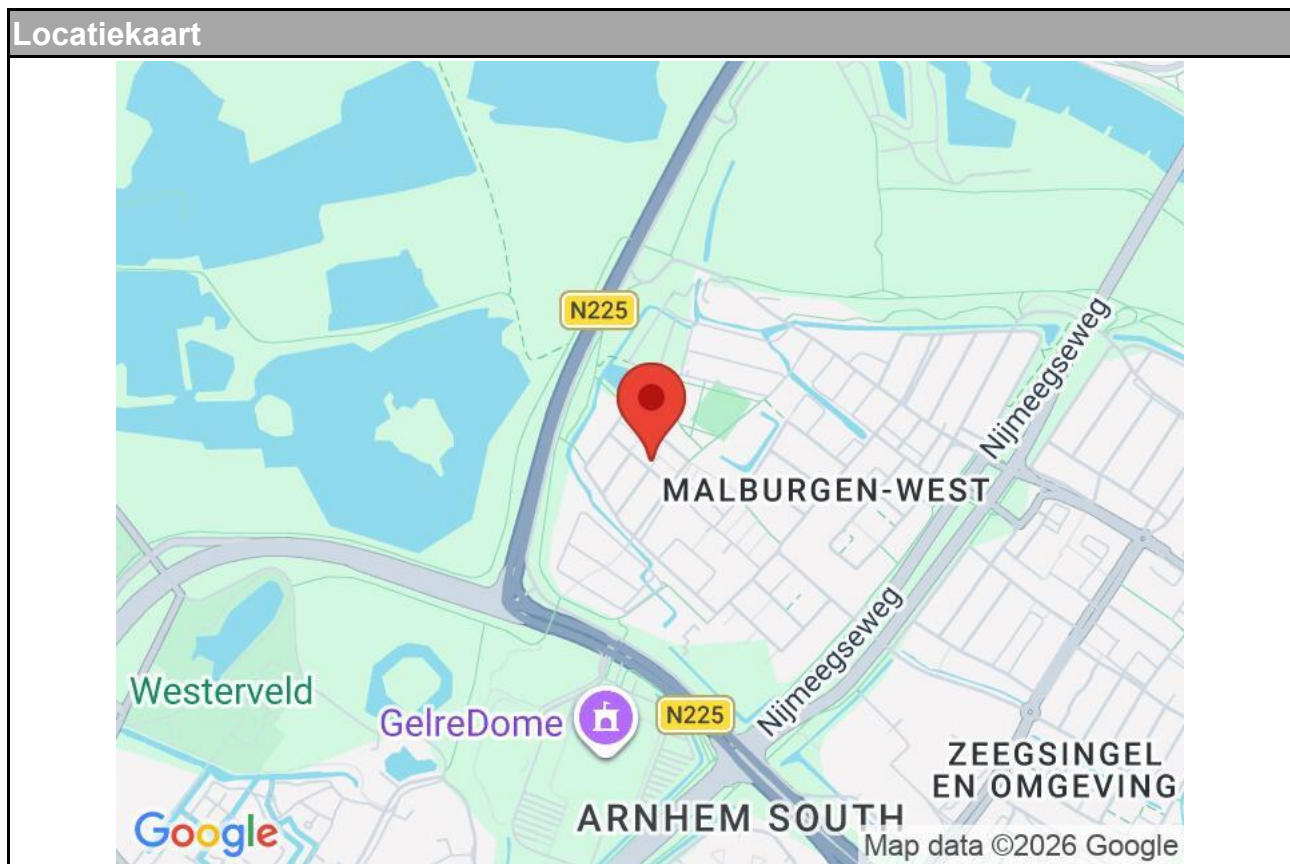 Locatiekaart
N225
Nijmeegseweg
MALBURGEN-WEST
Nijmeegseweg
Westerveld
GelreDome
N225
ZEEGSINGEL
EN OMGEVING
ARNHEM SOUTH
Google
Map data ©2026 Google